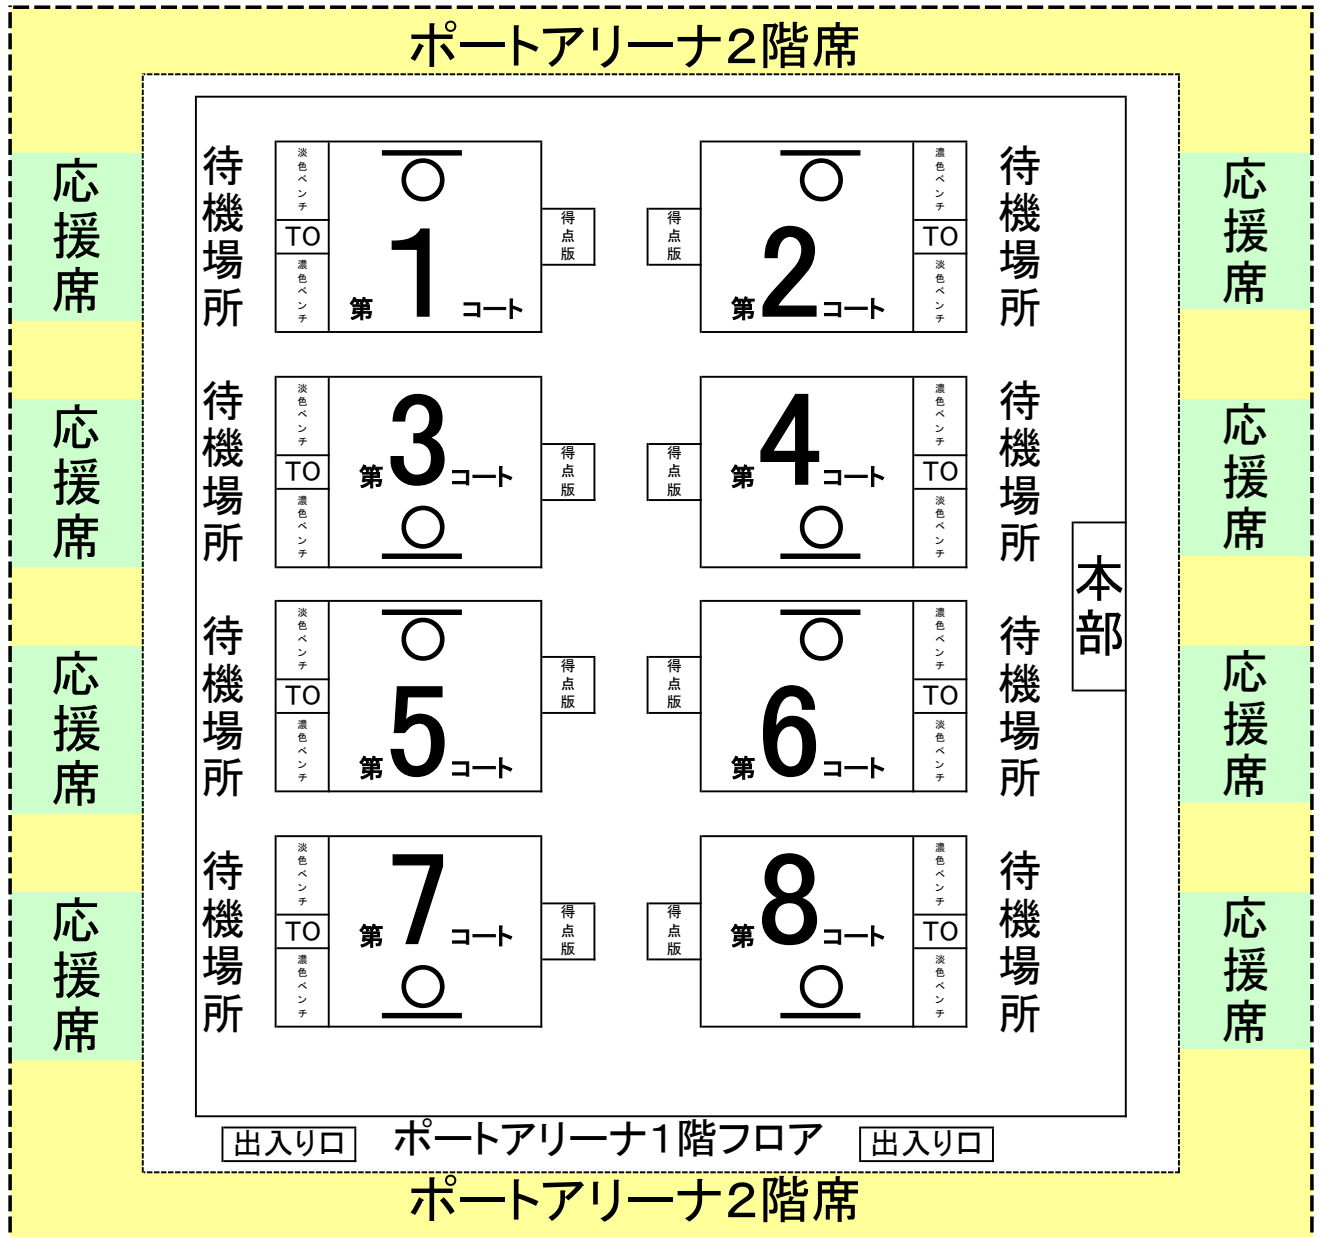 ポートアリーナ２階席
応援席
待機場所
淡色ベンチ
TO
濃色ベンチ
第1コート
得点版
得点版
第2コート
濃色ベンチ
TO
淡色ベンチ
待機場所
応援席
応援席
待機場所
淡色ベンチ
TO
濃色ベンチ
第3コート
得点版
得点版
第4コート
濃色ベンチ
TO
淡色ベンチ
待機場所
応援席
本部
応援席
待機場所
淡色ベンチ
TO
濃色ベンチ
第5コート
得点版
得点版
第6コート
濃色ベンチ
TO
淡色ベンチ
待機場所
応援席
応援席
待機場所
淡色ベンチ
TO
濃色ベンチ
第7コート
得点版
得点版
第8コート
濃色ベンチ
TO
淡色ベンチ
待機場所
応援席
出入り口
ポートアリーナ１階フロア
出入り口
ポートアリーナ２階席